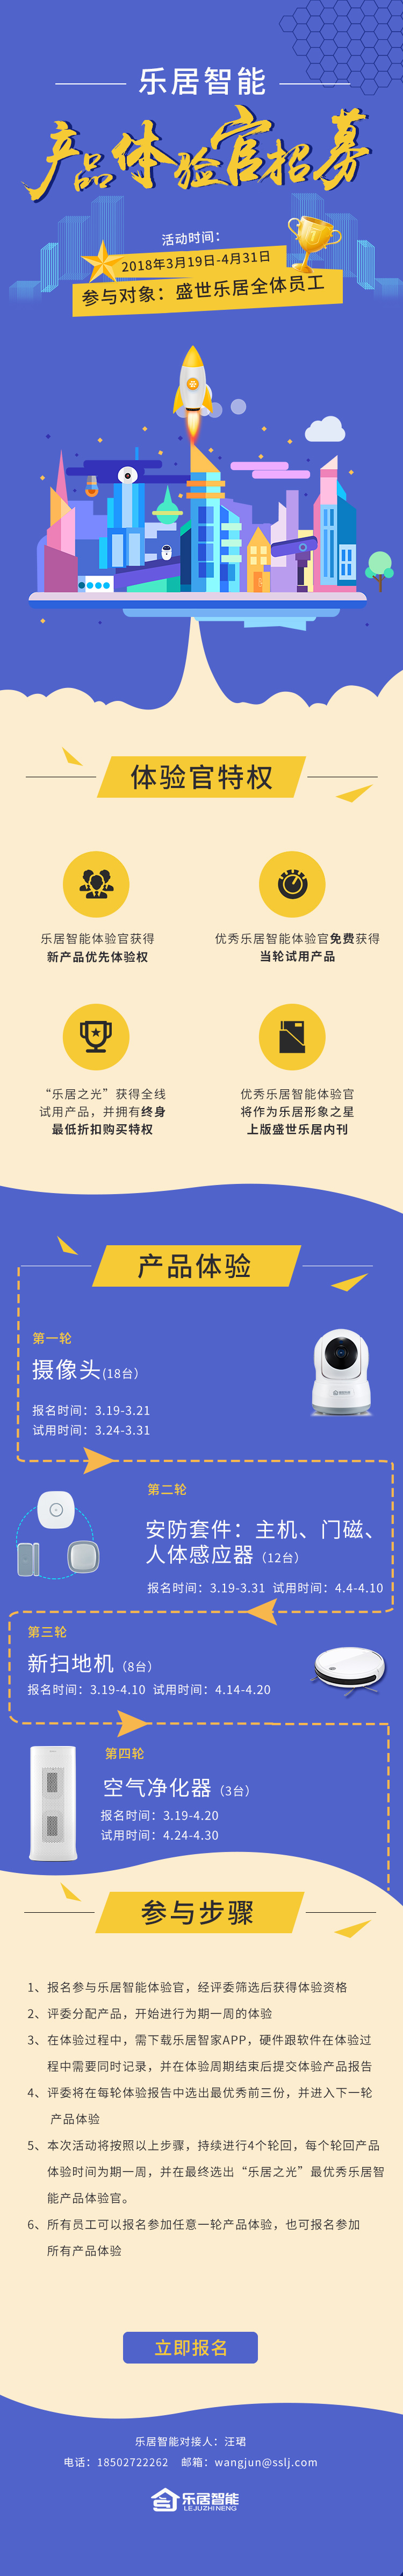 乐居智能
产品体验官招募
活动时间：
2018年3月19日-4月31日
参与对象：盛世乐居全体员工
体验官特权
乐居智能体验官获得
新产品优先体验权
优秀乐居智能体验官免费获得
当轮试用产品
“乐居之光”获得全线
试用产品，并拥有终身
最低折扣购买特权
优秀乐居智能体验官
将作为乐居形象之星
上版盛世乐居内刊
产品体验
第一轮
摄像头(18台）
报名时间：3.19-3.21
试用时间：3.24-3.31
第二轮
安防套件：主机、门磁、
人体感应器（12台）
报名时间：3.19-3.31 试用时间：4.4-4.10
第三轮
新扫地机（8台）
报名时间：3.19-4.10 试用时间：4.14-4.20
第四轮
空气净化器（3台）
报名时间：3.19-4.20
试用时间：4.24-4.30
参与步骤
1、报名参与乐居智能体验官，经评委筛选后获得体验资格
2、评委分配产品，开始进行为期一周的体验
3、在体验过程中，需下载乐居智家APP，硬件跟软件在体验过
程中需要同时记录，并在体验周期结束后提交体验产品报告
4、评委将在每轮体验报告中选出最优秀前三份，并进入下一轮
产品体验
5、本次活动将按照以上步骤，持续进行4个轮回，每个轮回产品
体验时间为期一周，并在最终选出“乐居之光”最优秀乐居智
能产品体验官。
6、所有员工可以报名参加任意一轮产品体验，也可报名参加
所有产品体验
立即报名
乐居智能对接人：汪珺
电话：18502722262 邮箱：wangjun@sslj.com
乐居智能
LEJUZHINENG